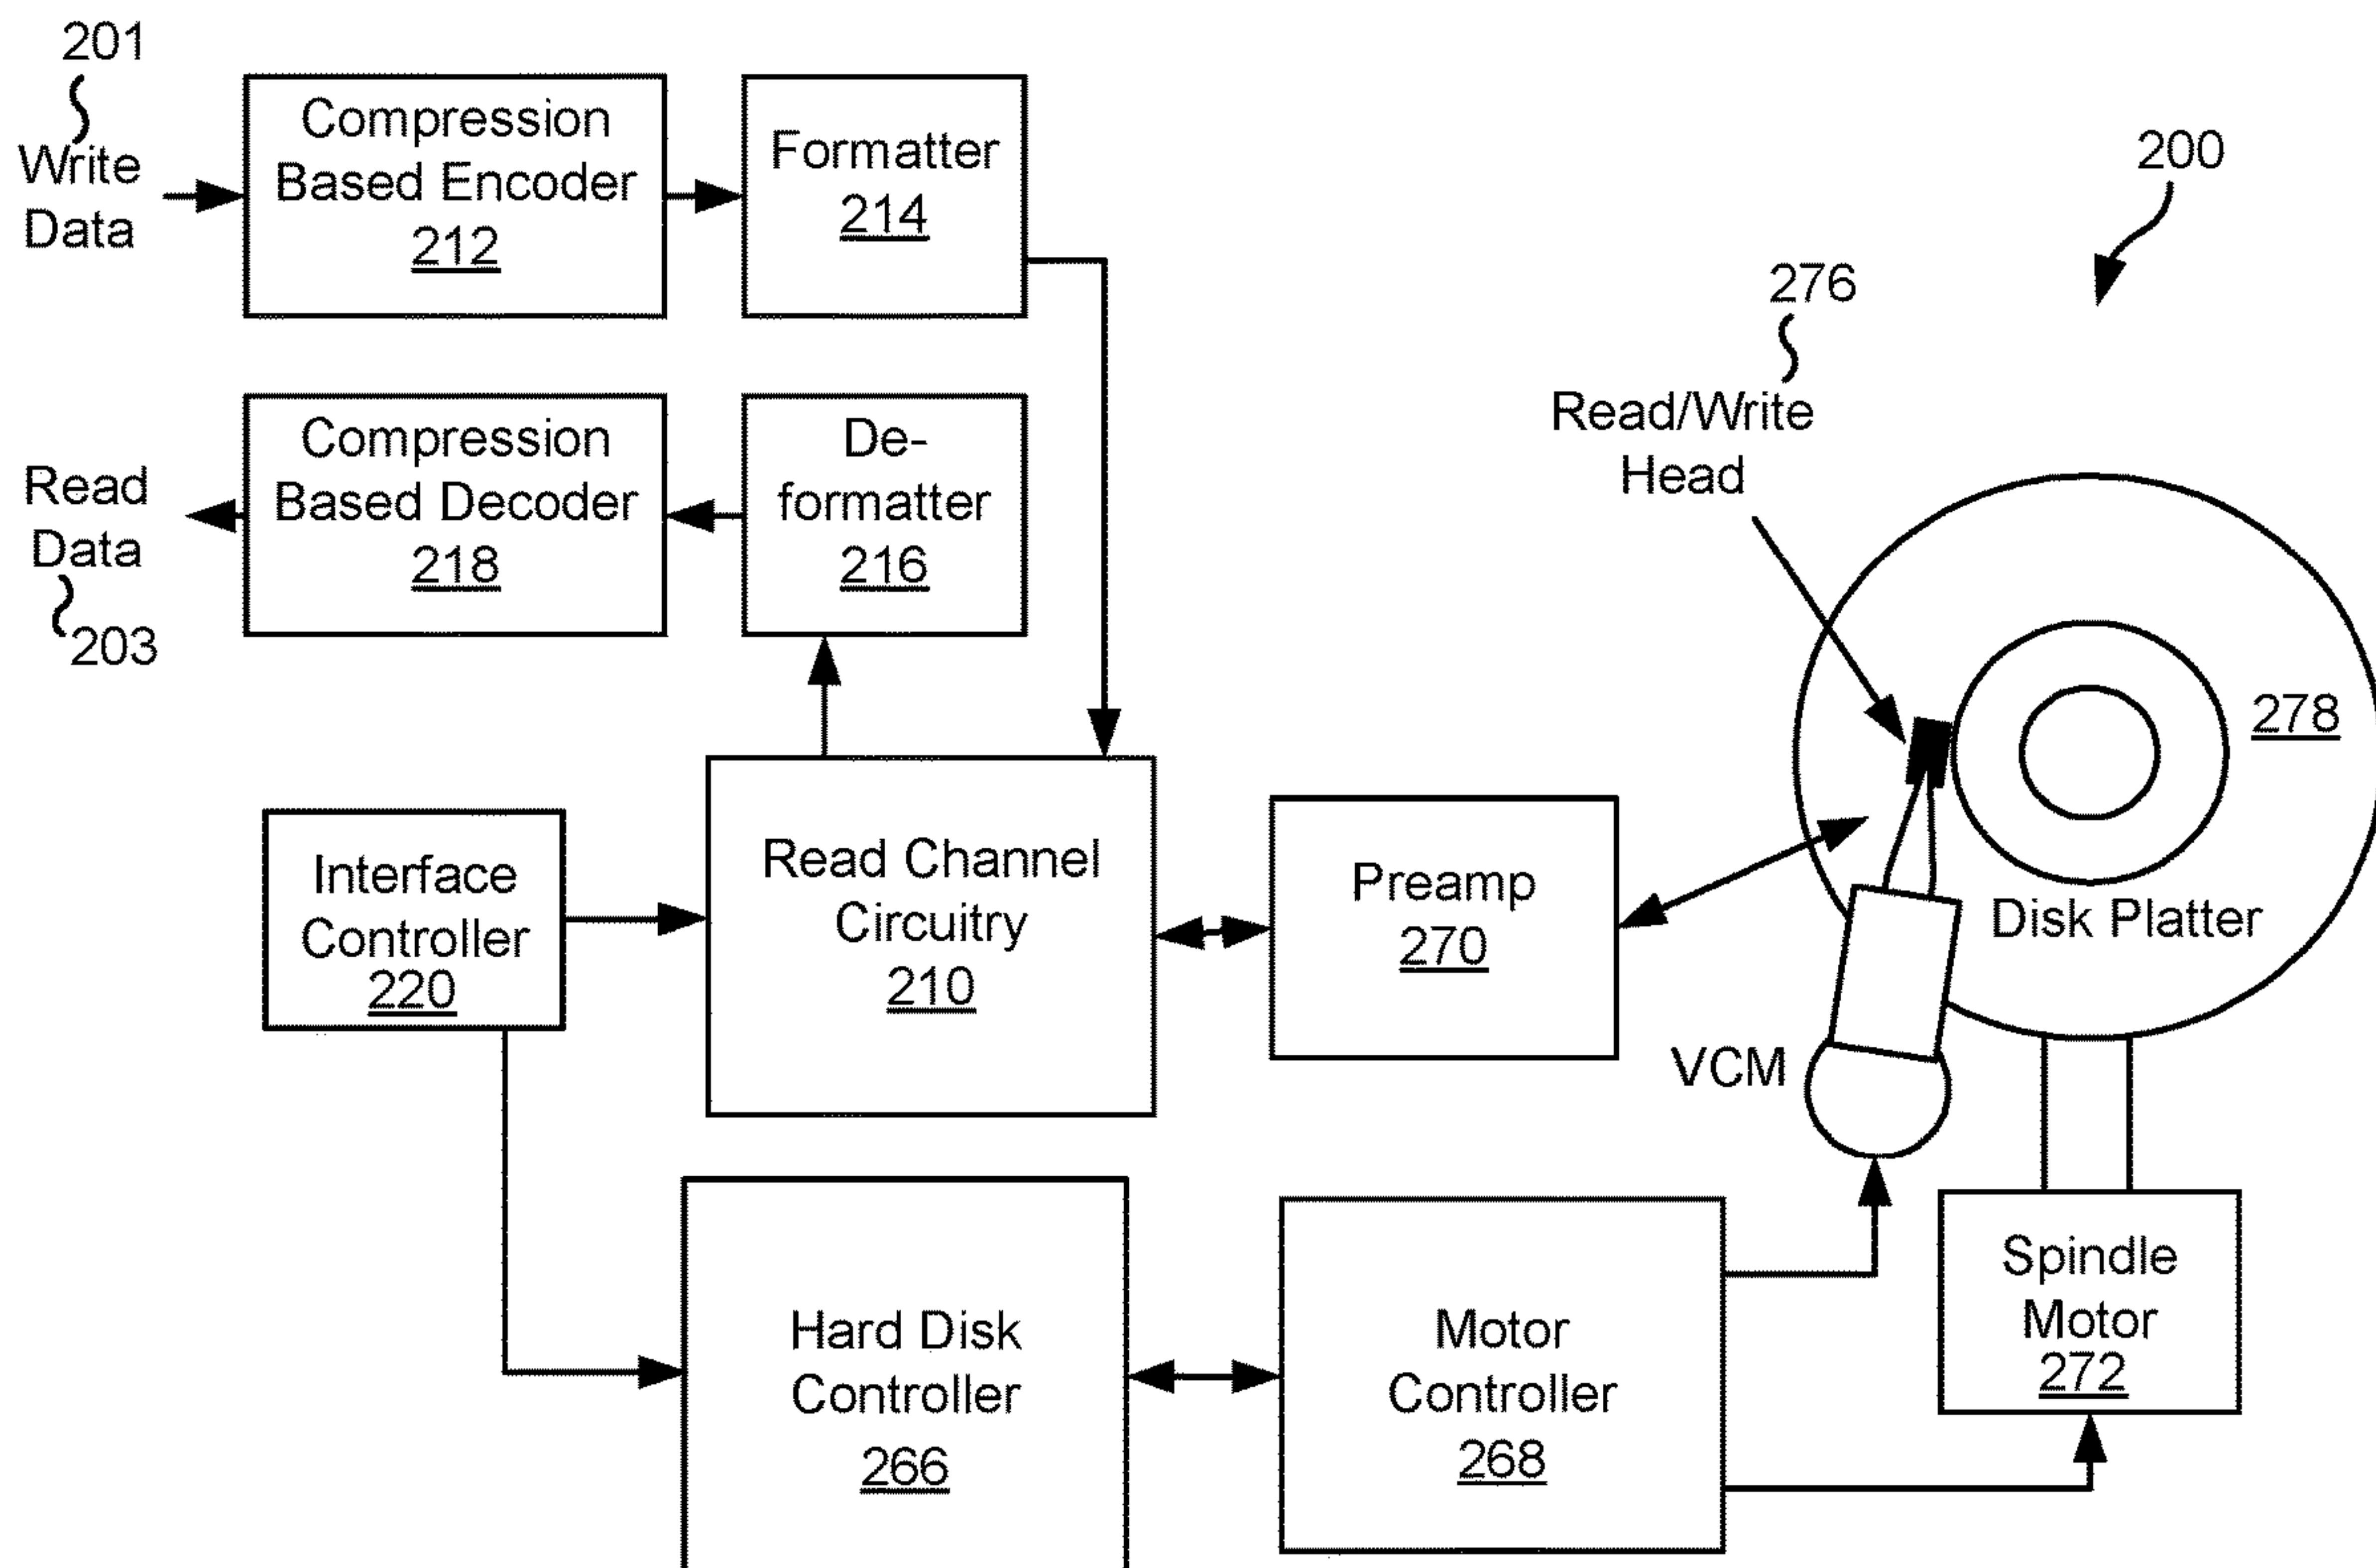 201
Write
Data
Compression
Based Encoder
212
Formatter
214
200
276
Read/Write
Head
Read
Data
203
Compression
Based Decoder
218
De-
formatter
216
278
Disk Platter
Interface
Controller
220
Read Channel
Circuitry
210
Preamp
270
VCM
Spindle
Motor
272
Hard Disk
Controller
266
Motor
Controller
268